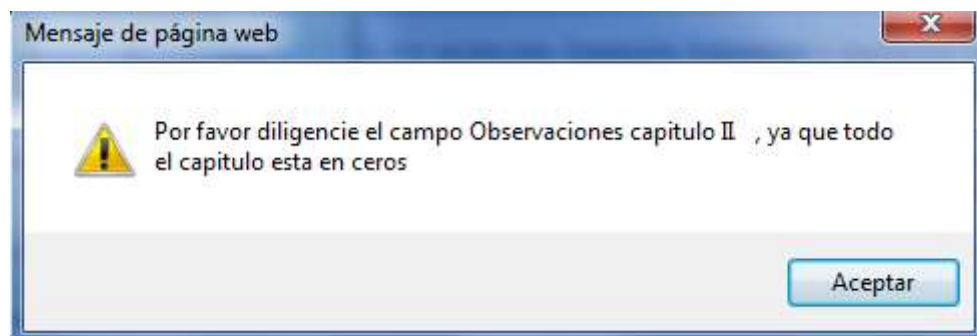 Mensaje de página web
Por favor diligencie el campo Observaciones capitulo II , ya que todo
el capitulo esta en ceros
Aceptar